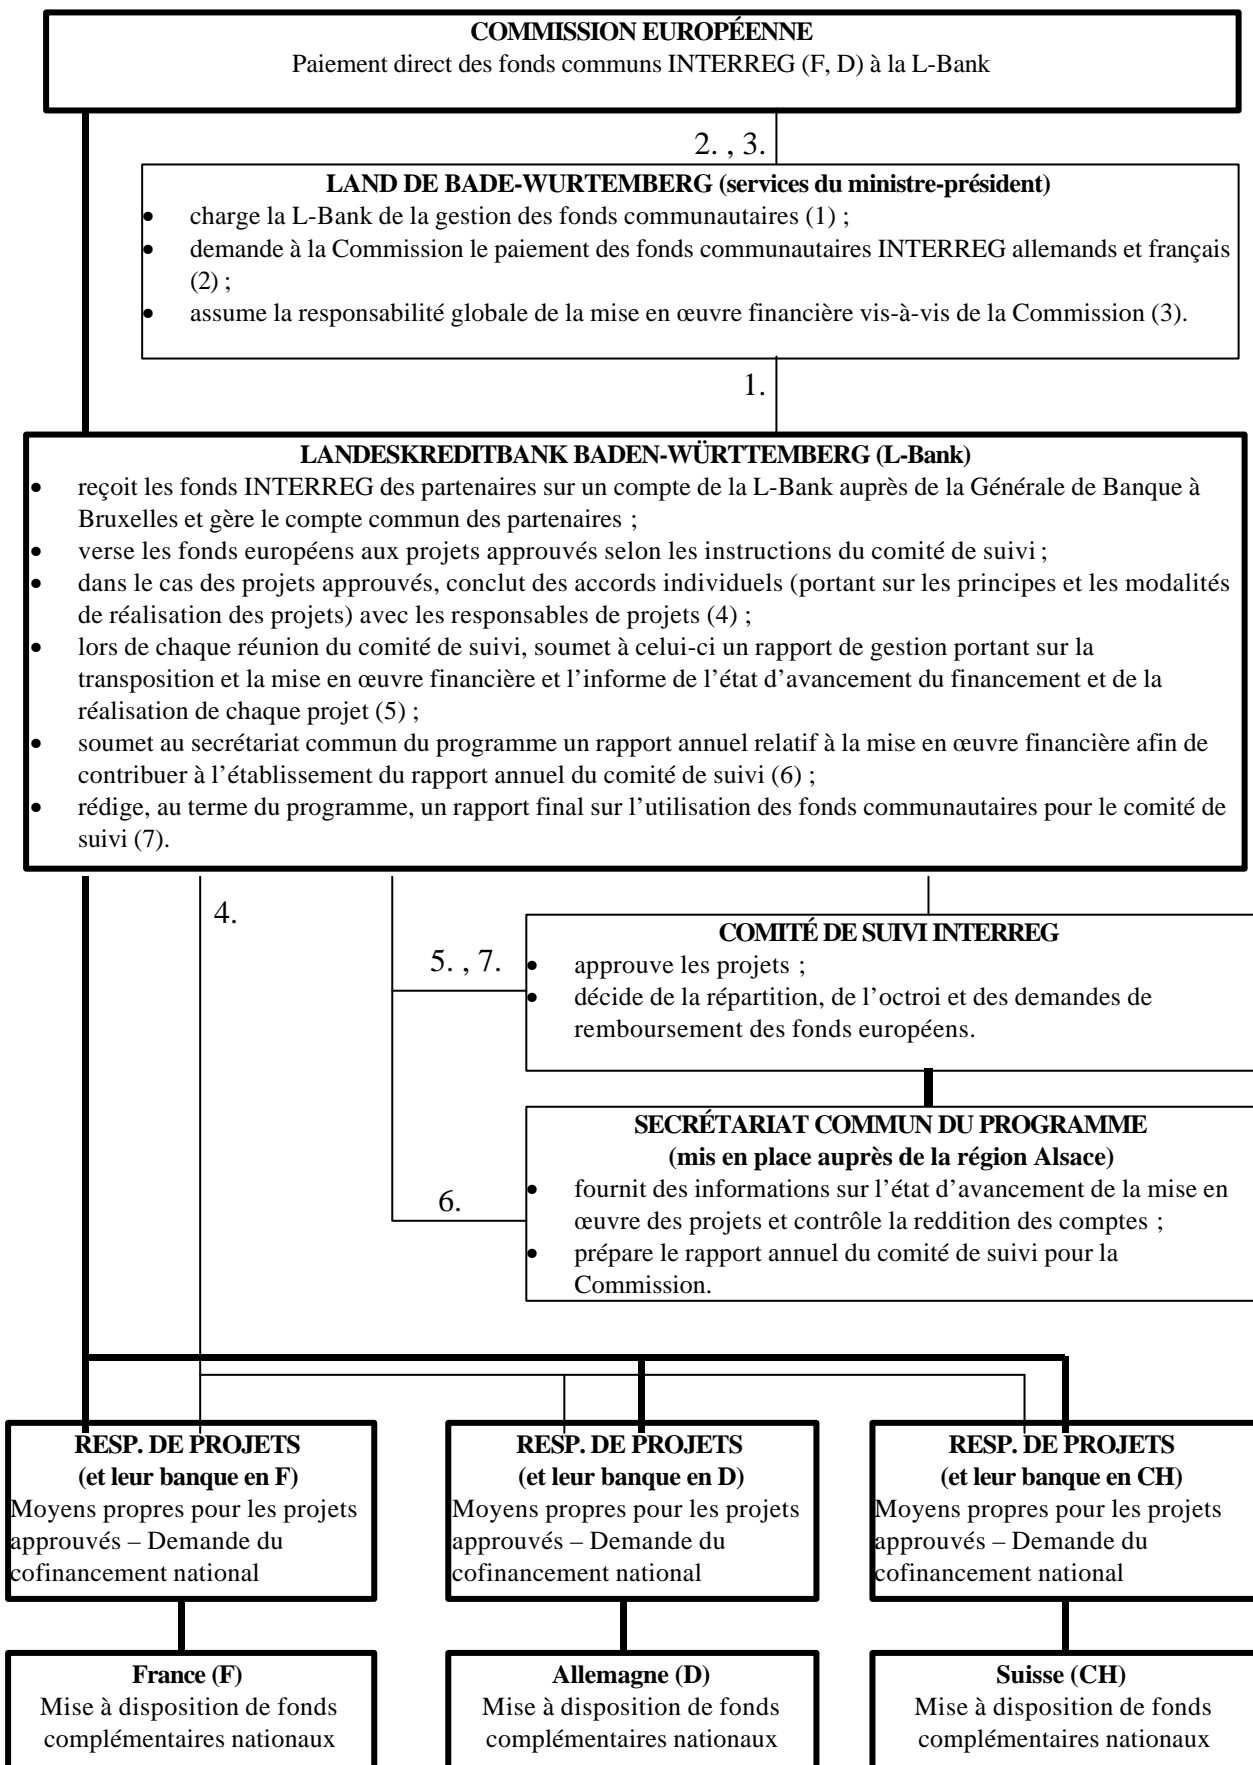 COMMISSION EUROPÉENNE
Paiement direct des fonds communs INTERREG (F, D) à la L-Bank
2. , 3.
LAND DE BADE-WURTEMBERG (services du ministre-président)
• charge la L-Bank de la gestion des fonds communautaires (1) ;
• demande à la Commission le paiement des fonds communautaires INTERREG allemands et français
(2) ;
• assume la responsabilité globale de la mise en œuvre financière vis-à-vis de la Commission (3).
1.
LANDESKREDITBANK BADEN-WÜRTTEMBERG (L-Bank)
• reçoit les fonds INTERREG des partenaires sur un compte de la L-Bank auprès de la Générale de Banque à
Bruxelles et gère le compte commun des partenaires ;
• verse les fonds européens aux projets approuvés selon les instructions du comité de suivi ;
• dans le cas des projets approuvés, conclut des accords individuels (portant sur les principes et les modalités
de réalisation des projets) avec les responsables de projets (4) ;
• lors de chaque réunion du comité de suivi, soumet à celui-ci un rapport de gestion portant sur la
transposition et la mise en œuvre financière et l’informe de l’état d’avancement du financement et de la
réalisation de chaque projet (5) ;
• soumet au secrétariat commun du programme un rapport annuel relatif à la mise en œuvre financière afin de
contribuer à l’établissement du rapport annuel du comité de suivi (6) ;
• rédige, au terme du programme, un rapport final sur l’utilisation des fonds communautaires pour le comité de
suivi (7).
4.
COMITÉ DE SUIVI INTERREG
5. , 7.
• approuve les projets ;
• décide de la répartition, de l’octroi et des demandes de
remboursement des fonds européens.
SECRÉTARIAT COMMUN DU PROGRAMME
(mis en place auprès de la région Alsace)
6.
• fournit des informations sur l’état d’avancement de la mise en
œuvre des projets et contrôle la reddition des comptes ;
• prépare le rapport annuel du comité de suivi pour la
Commission.
RESP. DE PROJETS
(et leur banque en F)
Moyens propres pour les projets
approuvés – Demande du
cofinancement national
RESP. DE PROJETS
(et leur banque en D)
Moyens propres pour les projets
approuvés – Demande du
cofinancement national
RESP. DE PROJETS
(et leur banque en CH)
Moyens propres pour les projets
approuvés – Demande du
cofinancement national
France (F)
Mise à disposition de fonds
complémentaires nationaux
Allemagne (D)
Mise à disposition de fonds
complémentaires nationaux
Suisse (CH)
Mise à disposition de fonds
complémentaires nationaux